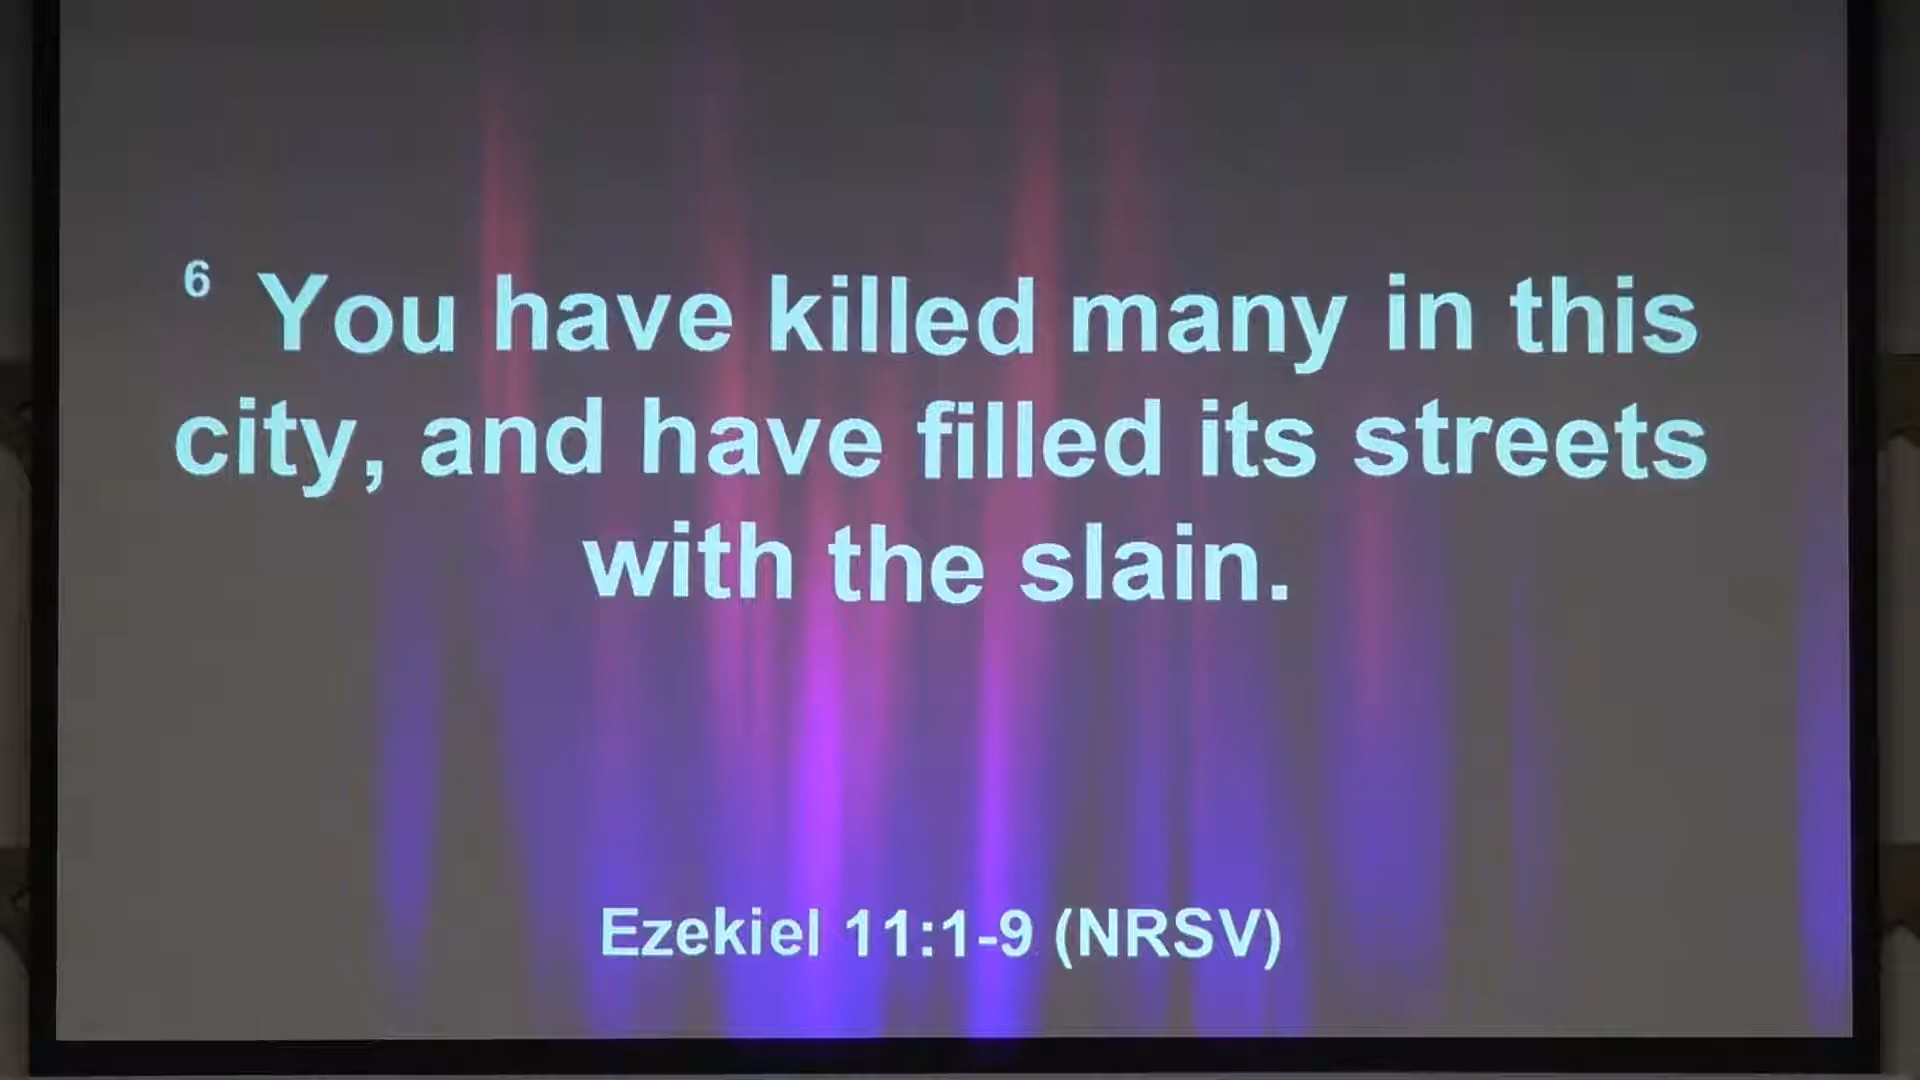 6 You have killed many in this
city, and have filled its streets
with the slain.
Ezekiel 11:1-9 (NRSV)